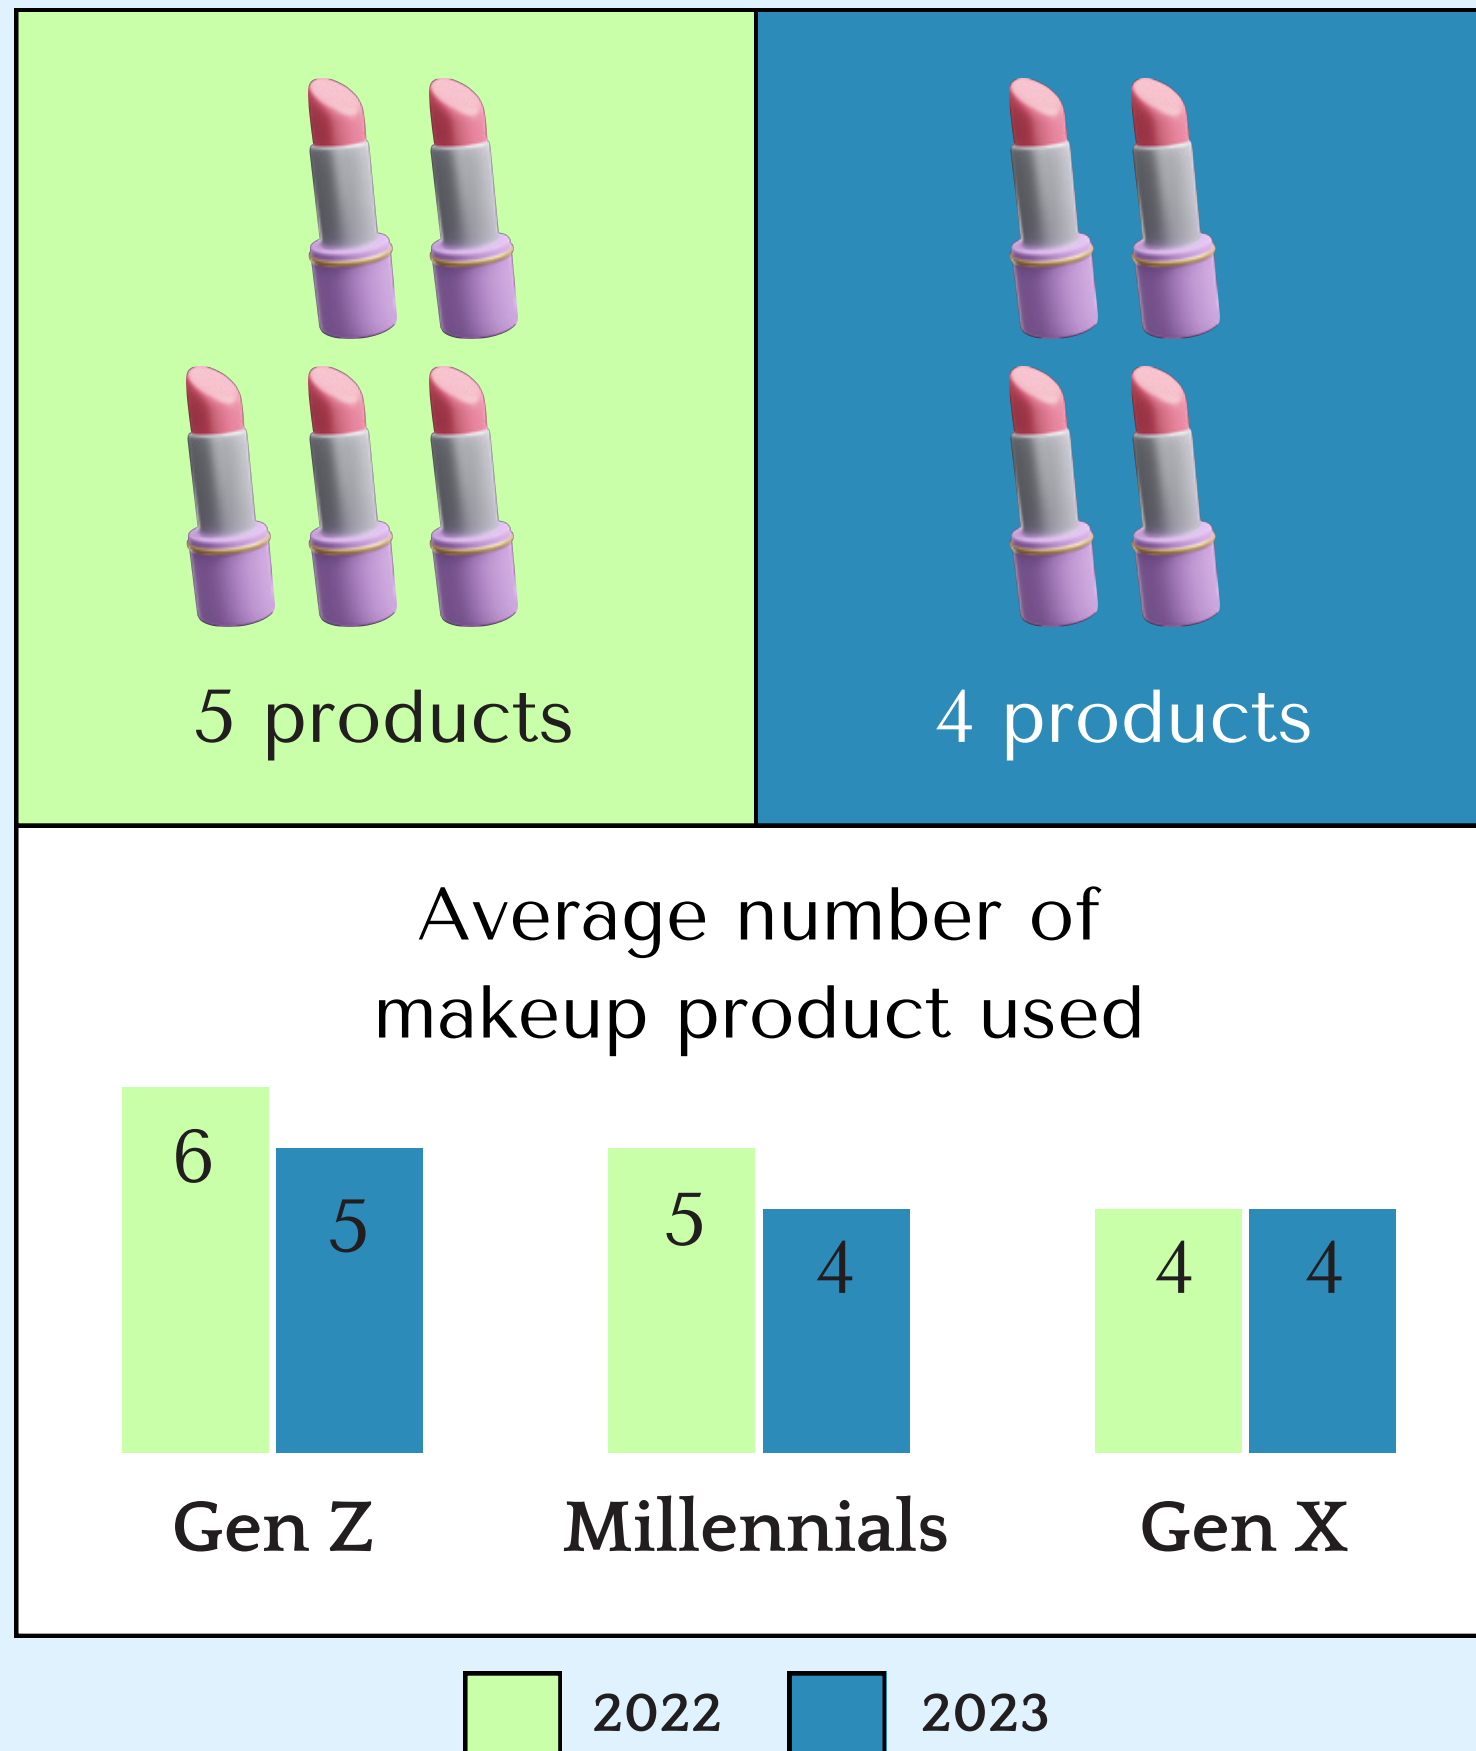 5 products
4 products
Average number of
makeup product used
6
5
5
4
4
4
Gen Z
Millennials
Gen X
2022
2023